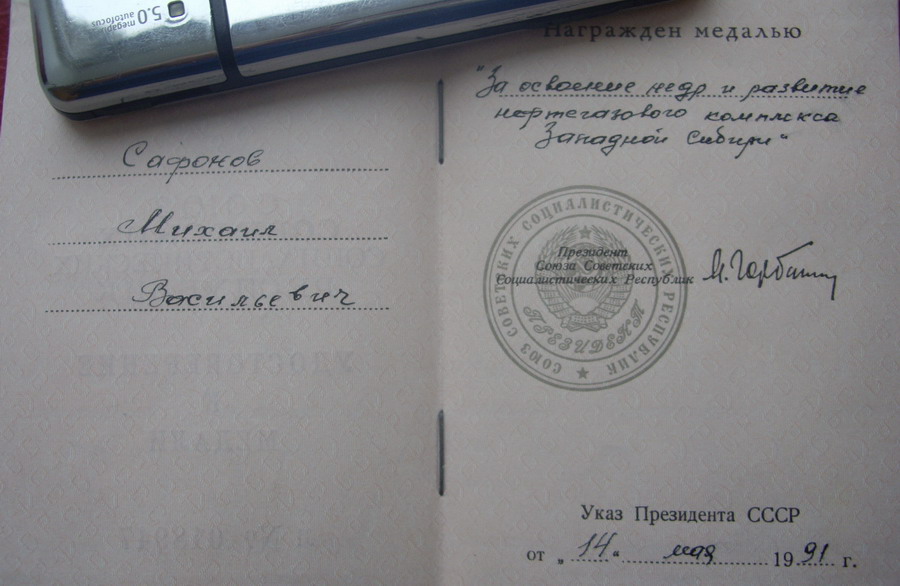 5.0 megapixel
autofocus
Сафонов
Михаил
Васильевич
Награжден медалью
"За освоение недр и развитие
нефтегазового комплекса
Западной Сибири"
СОЮЗ СОВЕТСКИХ СОЦИАЛИСТИЧЕСКИХ РЕСПУБЛИК
ПРЕЗИДЕНТ
Президент
Союза Советских
Социалистических Республик М. Горбачев
Указ Президента СССР
от „14“ мая 1991 г.